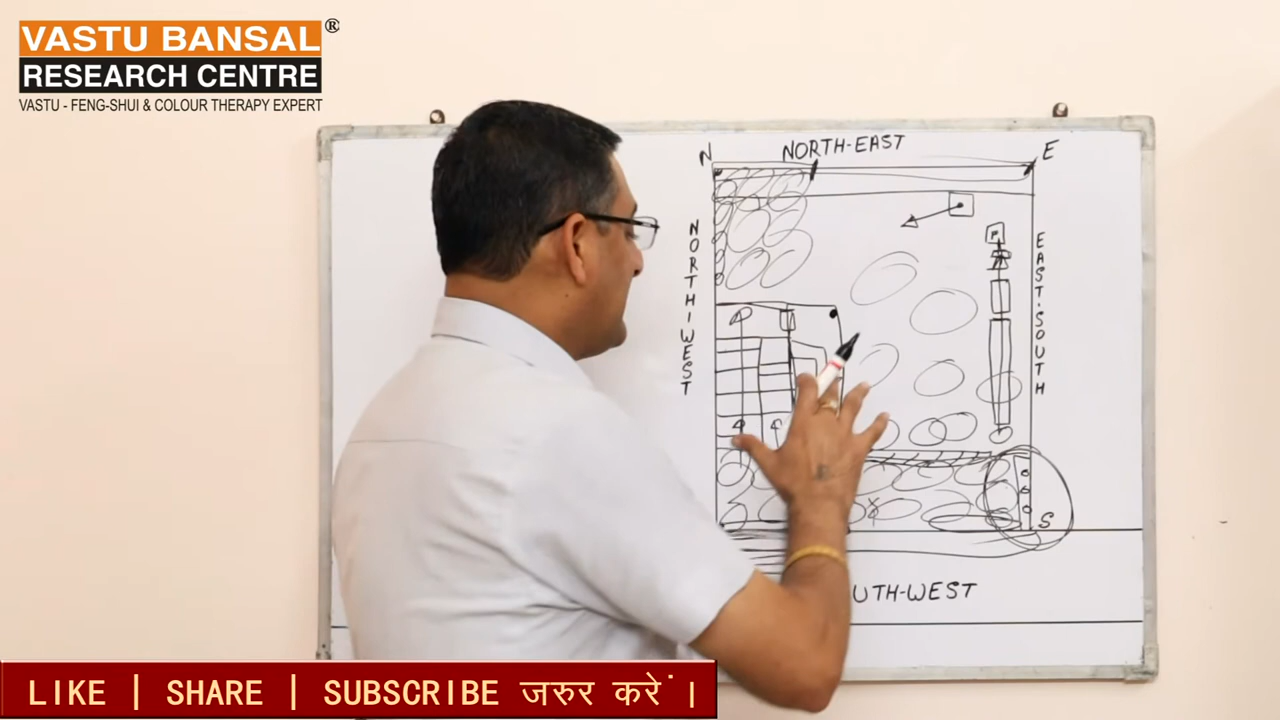 VASTU BANSAL®
RESEARCH CENTRE
VASTU - FENG-SHUI & COLOUR THERAPY EXPERT
N
NORTH-EAST
E
NORTH-WEST
EAST-SOUTH
P
S
UTH-WEST
LIKE | SHARE | SUBSCRIBE जरुर करें।